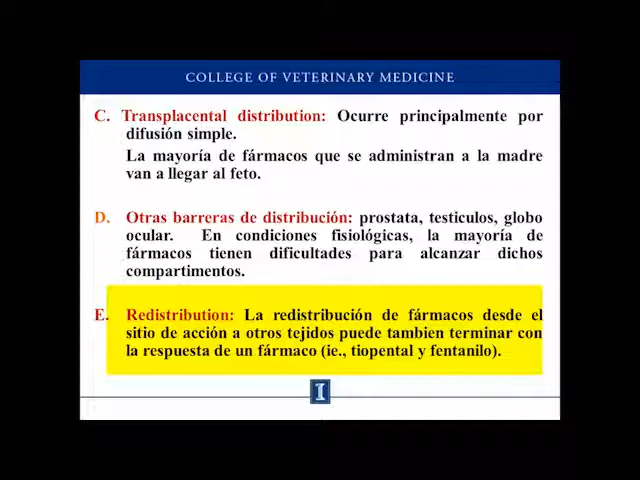 COLLEGE OF VETERINARY MEDICINE
C. Transplacental distribution: Ocurre principalmente por
difusión simple.
La mayoría de fármacos que se administran a la madre
van a llegar al feto.
D. Otras barreras de distribución: prostata, testiculos, globo
ocular. En condiciones fisiológicas, la mayoría de
fármacos tienen dificultades para alcanzar dichos
compartimentos.
E. Redistribution: La redistribución de fármacos desde el
sitio de acción a otros tejidos puede tambien terminar con
la respuesta de un fármaco (ie., tiopental y fentanilo).
I